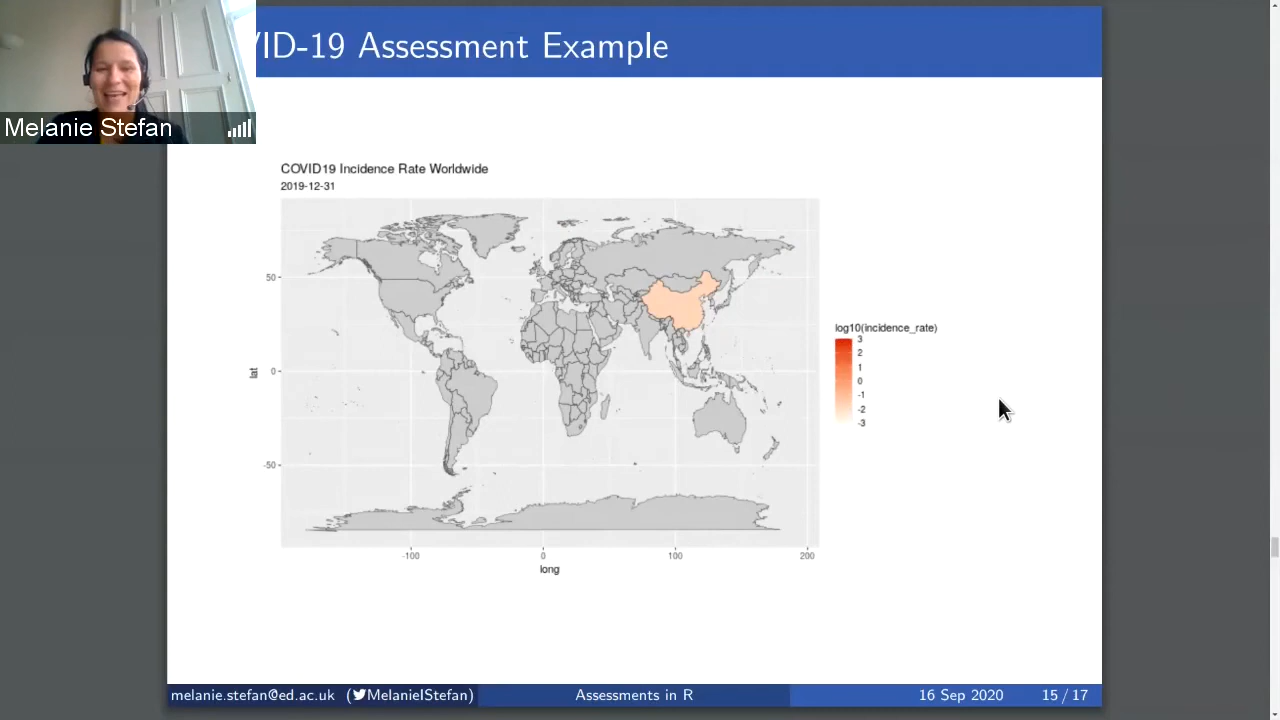 VID-19 Assessment Example
Melanie Stefan
COVID19 Incidence Rate Worldwide
2019-12-31
50
0
-50
lat
-100
0
100
200
long
log10(incidence_rate)
3
2
1
0
-1
-2
-3
melanie.stefan@ed.ac.uk (MelanieIStefan)
Assessments in R
16 Sep 2020
15 / 17